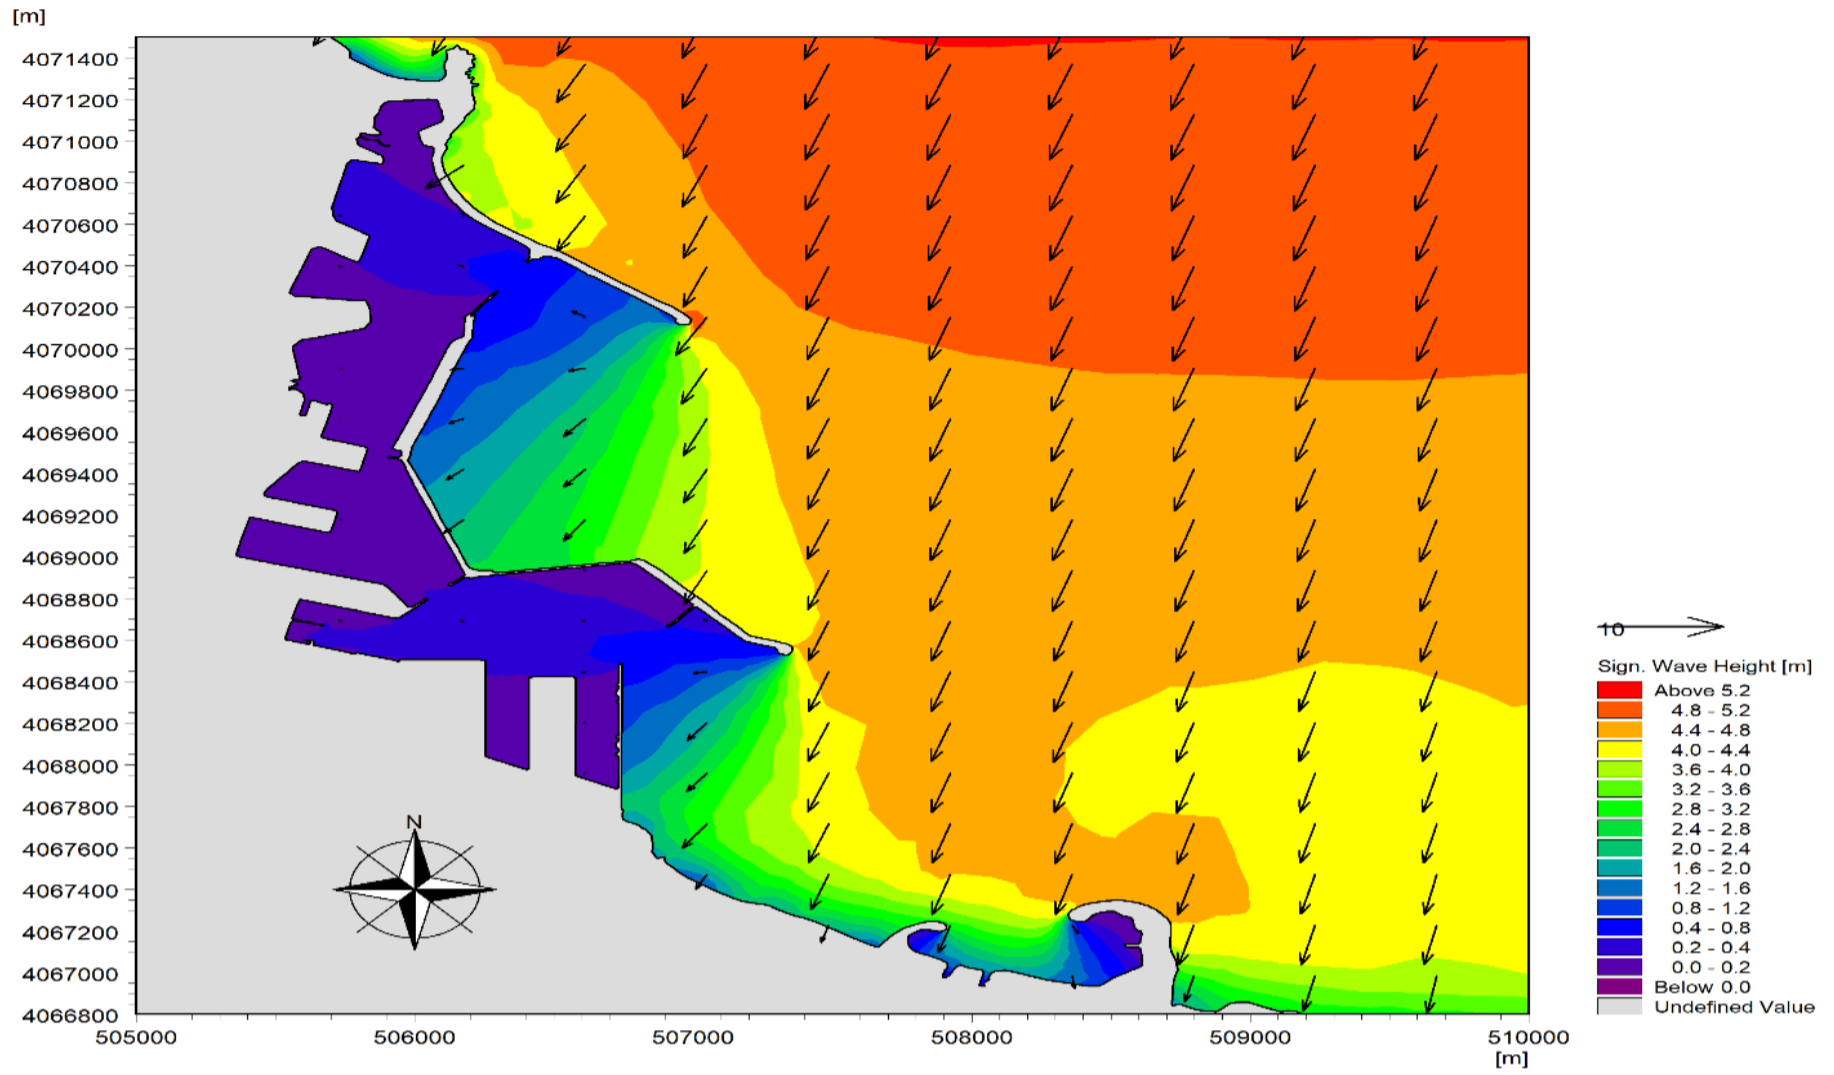 [m]
4071400
4071200
4071000
4070800
4070600
4070400
4070200
4070000
4069800
4069600
4069400
4069200
4069000
4068800
4068600
4068400
4068200
4068000
4067800
4067600
4067400
4067200
4067000
4066800
505000 506000 507000 508000 509000 510000
[m]
N
10
Sign. Wave Height [m]
Above 5.2
4.8 - 5.2
4.4 - 4.8
4.0 - 4.4
3.6 - 4.0
3.2 - 3.6
2.8 - 3.2
2.4 - 2.8
2.0 - 2.4
1.6 - 2.0
1.2 - 1.6
0.8 - 1.2
0.4 - 0.8
0.2 - 0.4
0.0 - 0.2
Below 0.0
Undefined Value